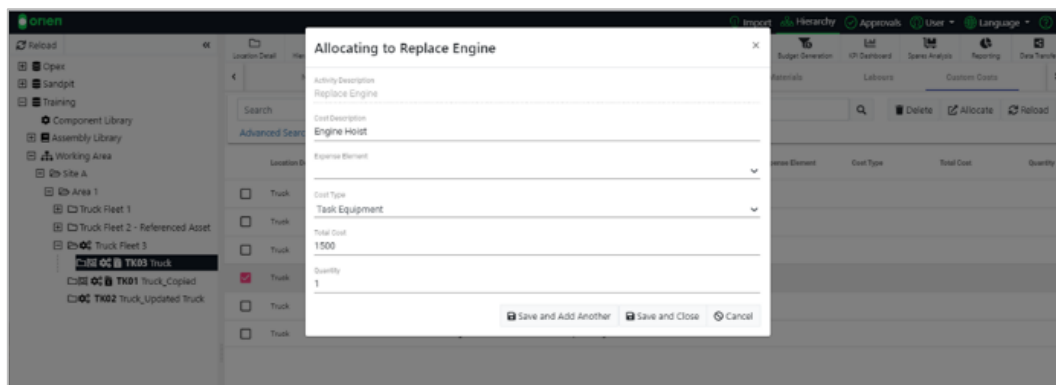 onen
Import Hierarchy Approvals User Language
Reload
Location Detail
Budget Generation KPI Dashboard Spares Analysis Reporting Data Transfe
Opex
Sandpit
Training
Component Library
Assembly Library
Working Area
Site A
Area 1
Truck Fleet 1
Truck Fleet 2 - Referenced Asset
Truck Fleet 3
TK03 Truck
TK01 Truck_Copied
TK02 Truck_Updated Truck
Materials Labours Custom Costs
Search
Delete Allocate Reload
Advanced Searc
Location D
Expense Element Cost Type Total Cost Quantity
Truck
Truck
Truck
Truck
Truck
Truck
Allocating to Replace Engine
Activity Description
Replace Engine
Cost Description
Engine Hoist
Expense Element
Cost Type
Task Equipment
Total Cost
1500
Quantity
1
Save and Add Another Save and Close Cancel